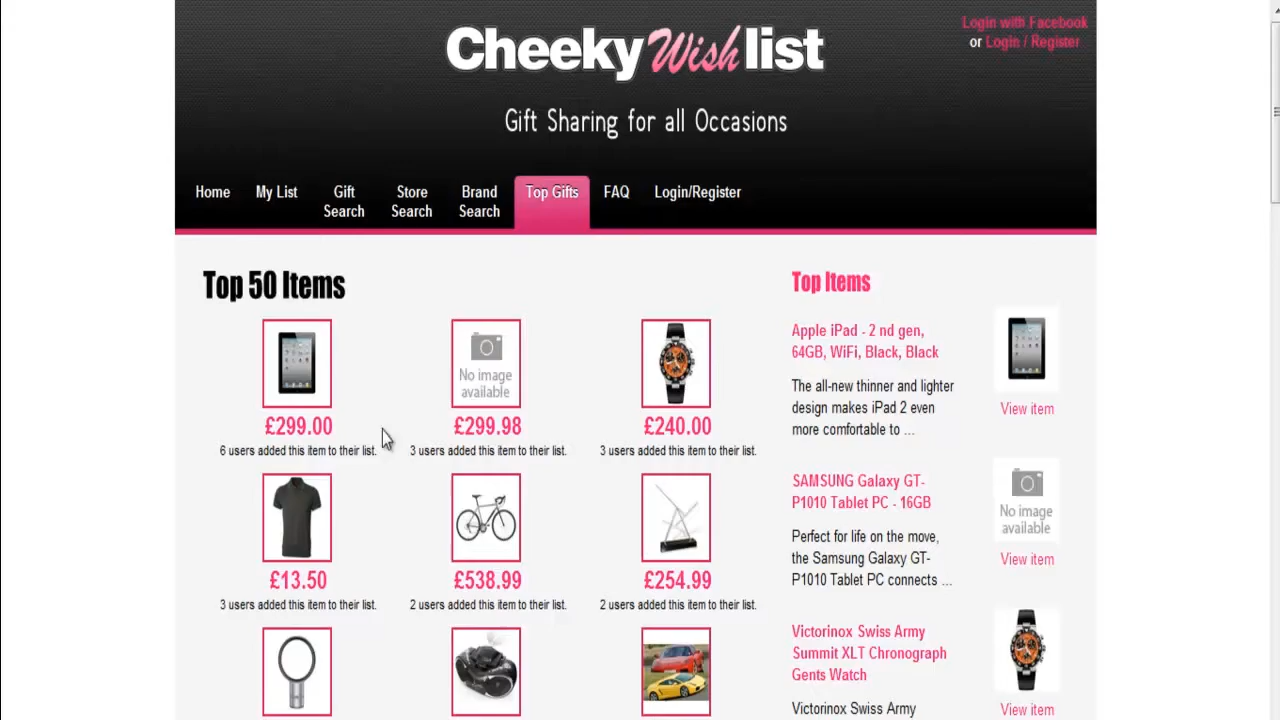 Login with Facebook
or Login / Register
Cheeky Wish list
Gift Sharing for all Occasions
Home
My List
Gift
Search
Store
Search
Brand
Search
Top Gifts
FAQ
Login/Register
Top 50 Items
No image
available
£299.00
£299.98
£240.00
6 users added this item to their list.
3 users added this item to their list.
3 users added this item to their list.
£13.50
£538.99
£254.99
3 users added this item to their list.
2 users added this item to their list.
2 users added this item to their list.
Top Items
Apple iPad - 2 nd gen,
64GB, WiFi, Black, Black
The all-new thinner and lighter
design makes iPad 2 even
more comfortable to ...
View item
SAMSUNG Galaxy GT-
P1010 Tablet PC - 16GB
Perfect for life on the move,
the Samsung Galaxy GT-
P1010 Tablet PC connects ...
No image
available
View item
Victorinox Swiss Army
Summit XLT Chronograph
Gents Watch
Victorinox Swiss Army
View item